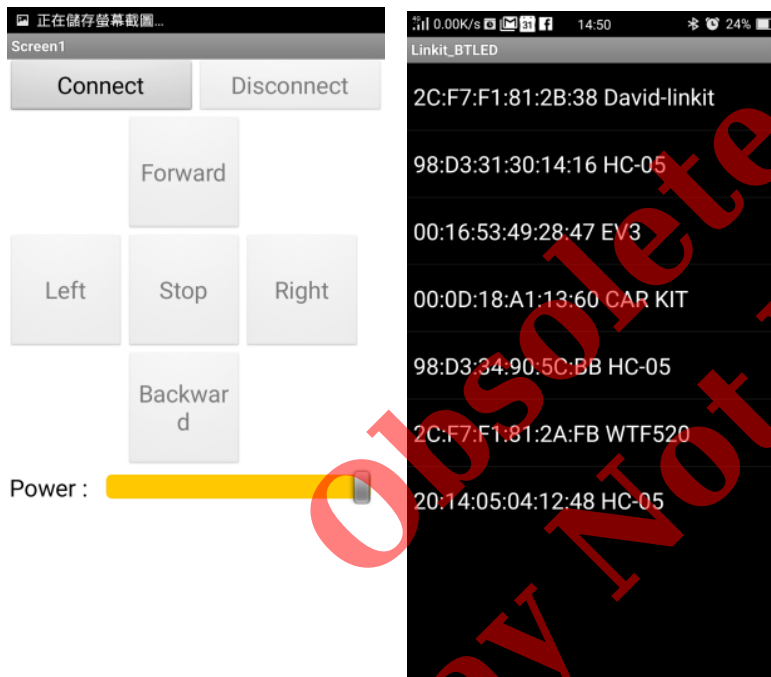 正在儲存螢幕截圖...
Screen1
Connect Disconnect
Forward
Left Stop Right
Backwar
d
Power :
0.00K/s 31 14:50 24%
Linkit_BTLED
2C:F7:F1:81:2B:38 David-linkit
98:D3:31:30:14:16 HC-05
00:16:53:49:28:47 EV3
00:0D:18:A1:13:60 CAR KIT
98:D3:34:90:5C:BB HC-05
2C:F7:F1:81:2A:FB WTF520
20:14:05:04:12:48 HC-05
Obsolete
ay Not